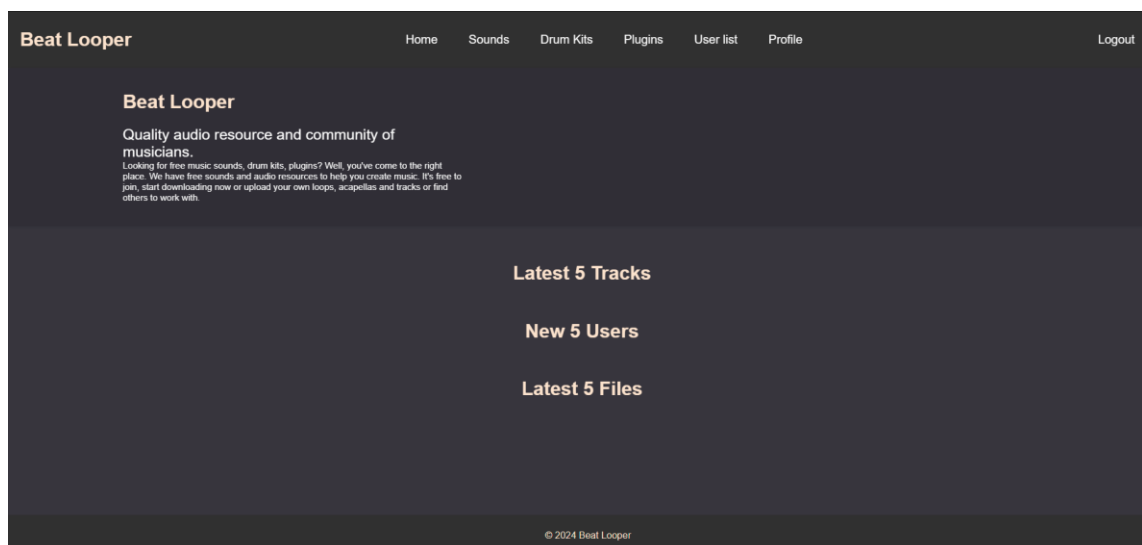 Beat Looper
Home Sounds Drum Kits Plugins User list Profile
Logout
Beat Looper
Quality audio resource and community of
musicians.
Looking for free music sounds, drum kits, plugins? Well, you've come to the right
place. We have free sounds and audio resources to help you create music. It's free to
join, start downloading now or upload your own loops, acapellas and tracks or find
others to work with.
Latest 5 Tracks
New 5 Users
Latest 5 Files
© 2024 Beat Looper